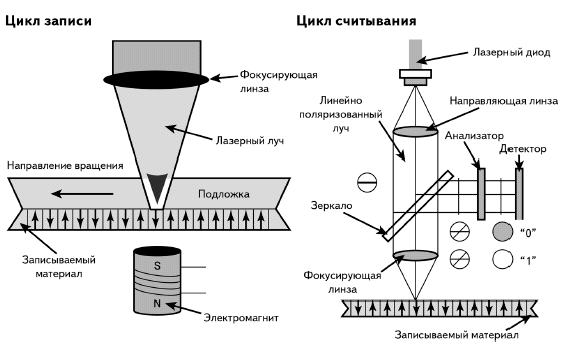 Цикл записи
Фокусирующая
линза
Лазерный луч
Направление вращения
Подложка
Записываемый
материал
S
N
Электромагнит
Цикл считывания
Лазерный диод
Линейно
поляризованный
луч
Направляющая линза
Анализатор
Детектор
Зеркало
"0"
"1"
Фокусирующая
линза
Записываемый материал